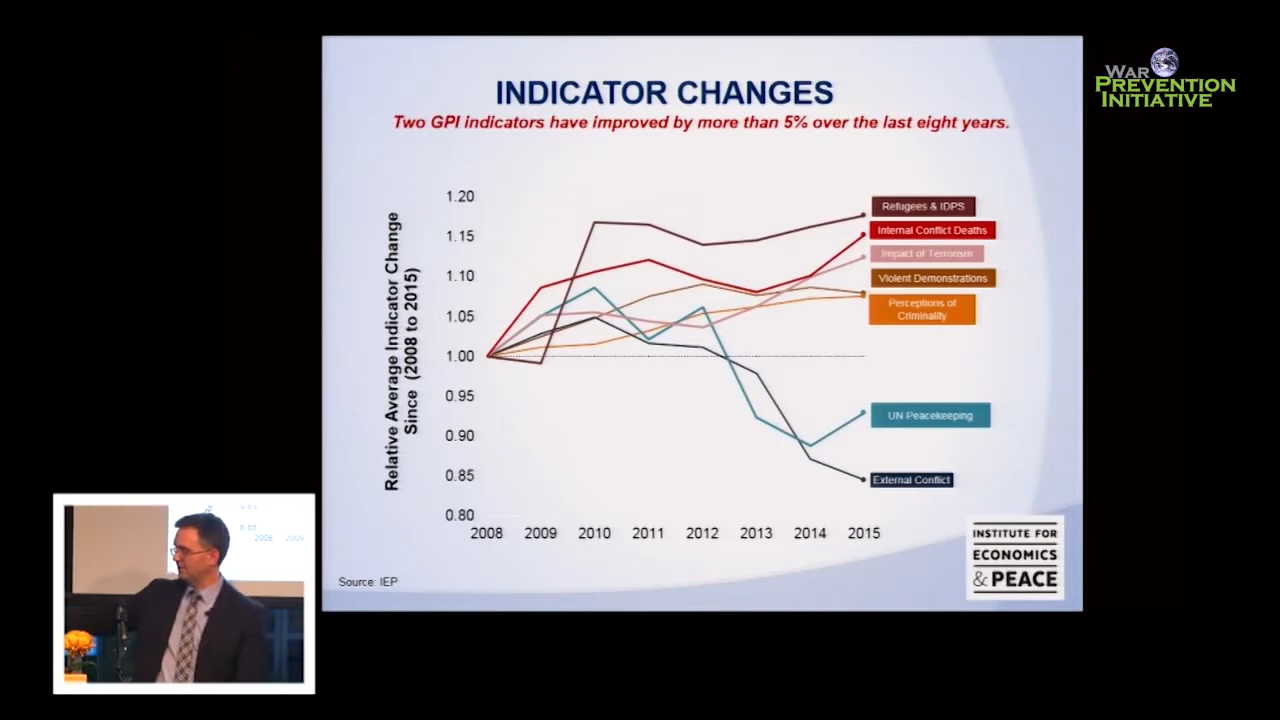 WAR
PREVENTION
INITIATIVE
INDICATOR CHANGES
Two GPI indicators have improved by more than 5% over the last eight years.
Relative Average Indicator Change
Since (2008 to 2015)
1.20
1.15
1.10
1.05
1.00
0.95
0.90
0.85
0.80
2008 2009 2010 2011 2012 2013 2014 2015
Refugees & IDPS
Internal Conflict Deaths
Impact of Terrorism
Violent Demonstrations
Perceptions of
Criminality
UN Peacekeeping
External Conflict
Source: IEP
INSTITUTE FOR
ECONOMICS
& PEACE
0.80
2008 2009